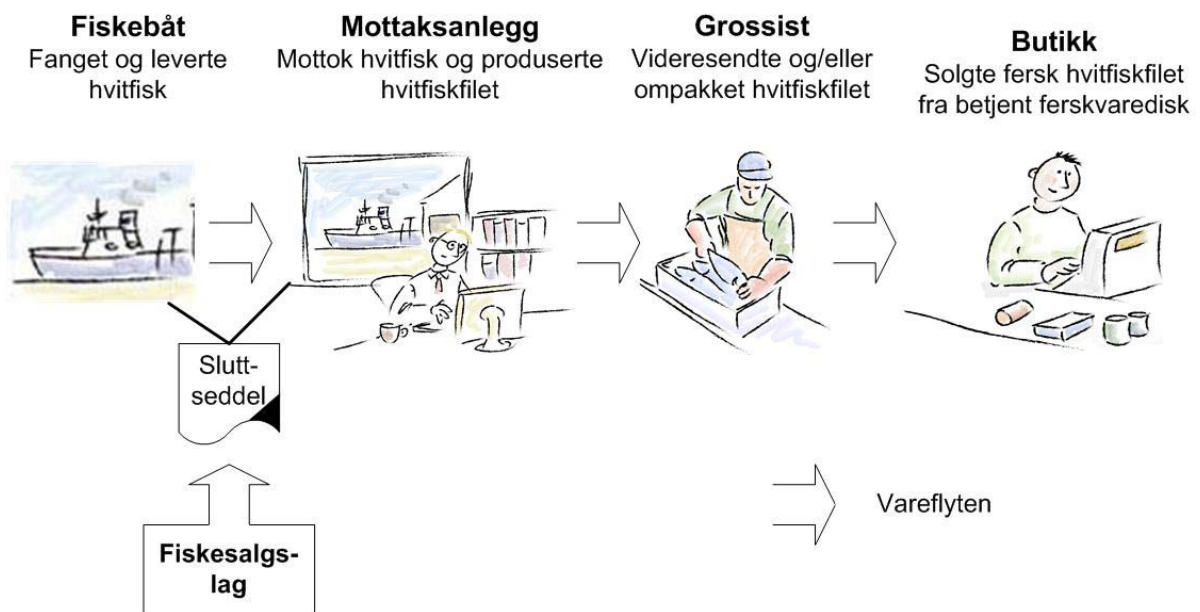 Fiskebåt
Fanget og leverte
hvitfisk
Mottaksanlegg
Mottok hvitfisk og produserte
hvitfiskfilet
Grossist
Videresendte og/eller
ompakket hvitfiskfilet
Butikk
Solgte fersk hvitfiskfilet
fra betjent ferskvaredisk
Slutt-
seddel
Vareflyten
Fiskesalgs-
lag